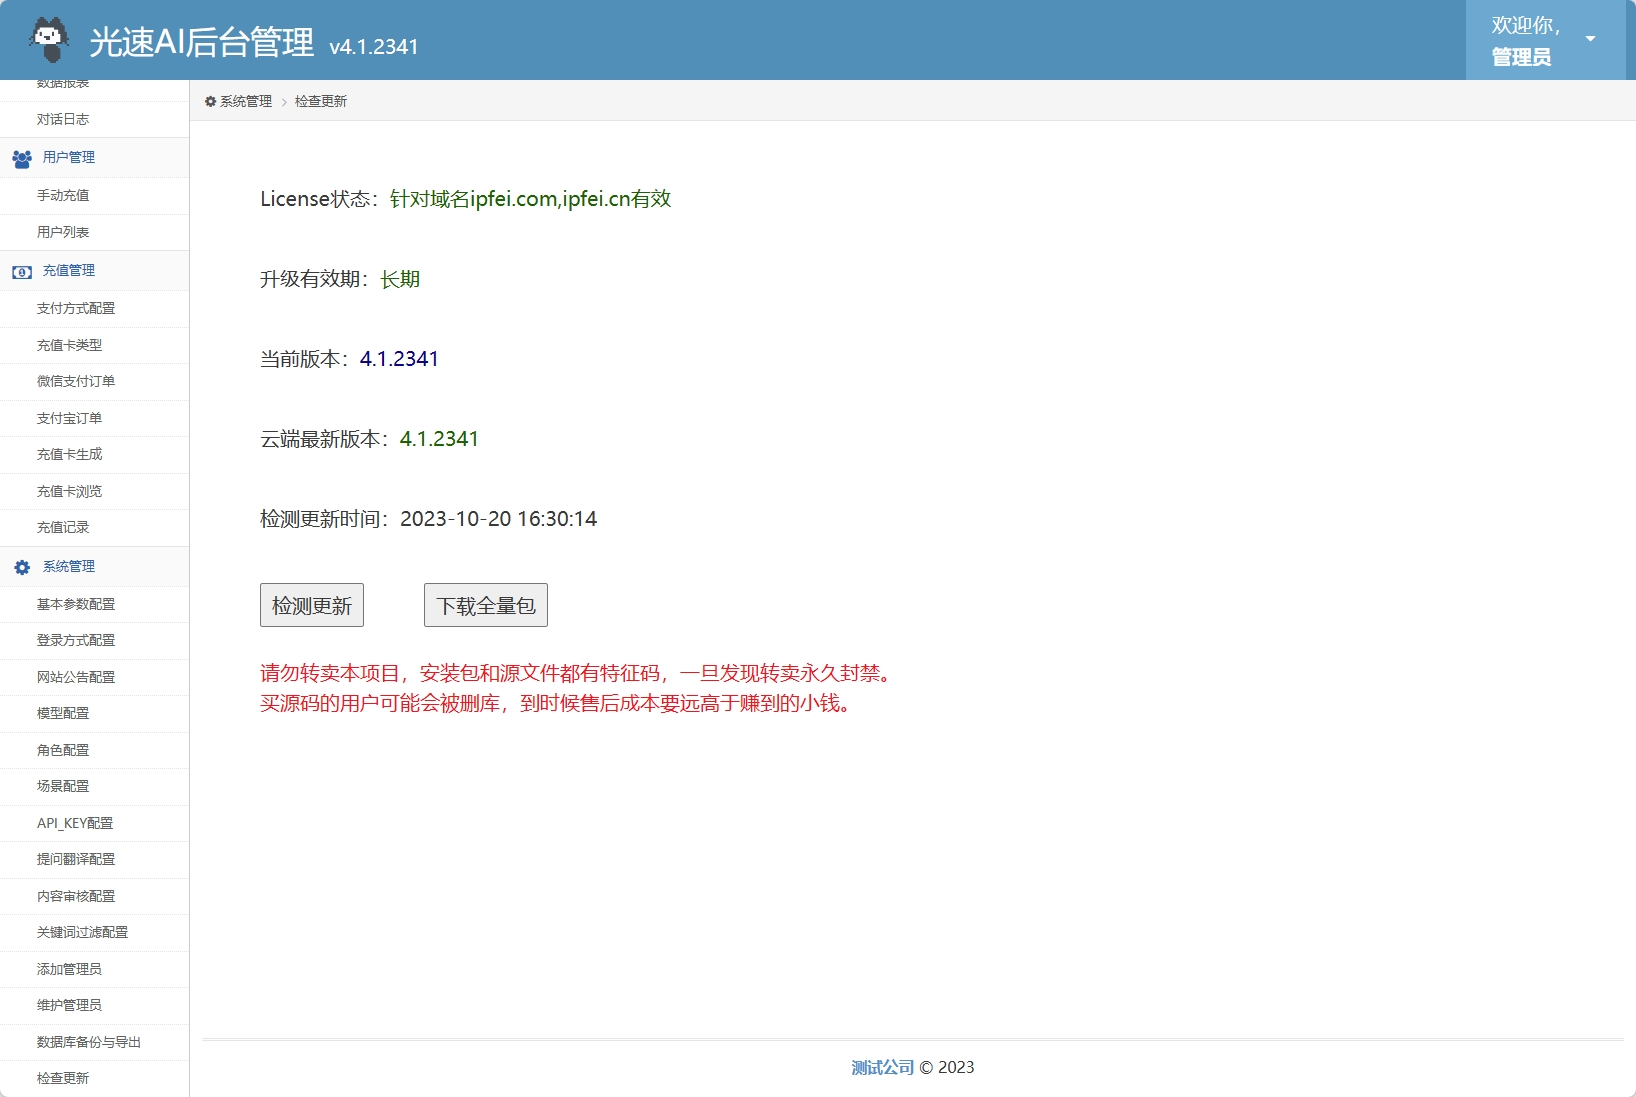 光速AI后台管理 v4.1.2341
欢迎你,
管理员
数据报表
对话日志
用户管理
手动充值
用户列表
充值管理
支付方式配置
充值卡类型
微信支付订单
支付宝订单
充值卡生成
充值卡浏览
充值记录
系统管理
基本参数配置
登录方式配置
网站公告配置
模型配置
角色配置
场景配置
API_KEY配置
提问翻译配置
内容审核配置
关键词过滤配置
添加管理员
维护管理员
数据库备份与导出
检查更新
系统管理 > 检查更新
License状态：针对域名ipfei.com,ipfei.cn有效
升级有效期：长期
当前版本：4.1.2341
云端最新版本：4.1.2341
检测更新时间：2023-10-20 16:30:14
检测更新 下载全量包
请勿转卖本项目，安装包和源文件都有特征码，一旦发现转卖永久封禁。
买源码的用户可能会被删库，到时候售后成本要远高于赚到的小钱。
测试公司 © 2023